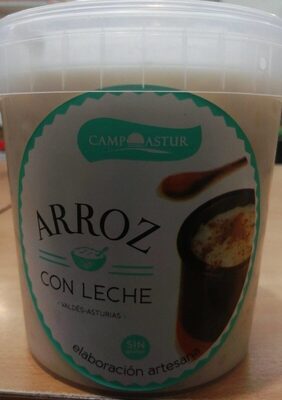 CAMPOASTUR
ARROZ
CON LECHE
VALDÉS-ASTURIAS
SIN
elaboración artesana